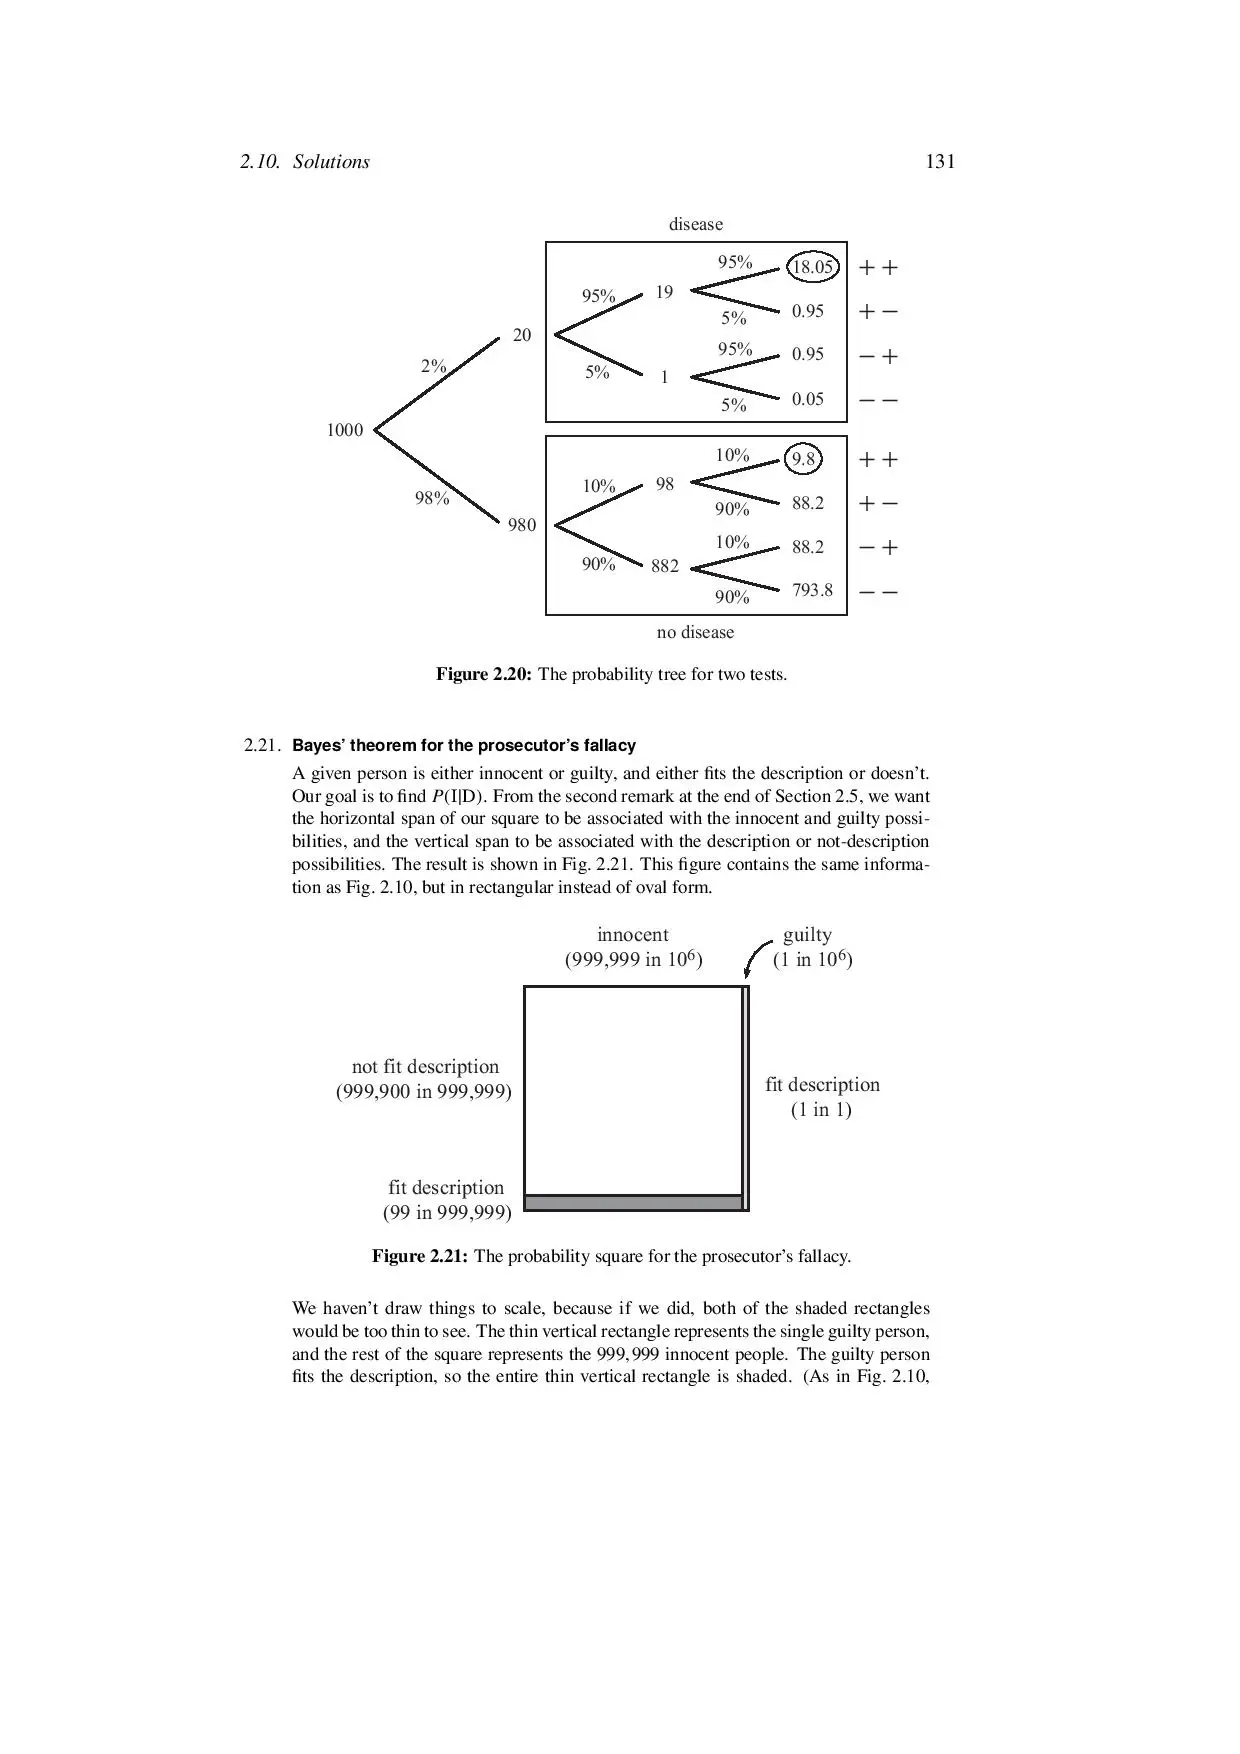 2.10. Solutions 131
disease
95% 18.05 + +
95% 19
5% 0.95 + −
20
95% 0.95 − +
2%
5% 1
5% 0.05 − −
1000
10% 9.8 + +
10% 98
98%
90% 88.2 + −
980
10% 88.2 − +
90% 882
90% 793.8 − −
no disease
Figure 2.20: The probability tree for two tests.
2.21. Bayes’ theorem for the prosecutor’s fallacy
A given person is either innocent or guilty, and either fits the description or doesn’t.
Our goal is to find P(I|D). From the second remark at the end of Section 2.5, we want
the horizontal span of our square to be associated with the innocent and guilty possi-
bilities, and the vertical span to be associated with the description or not-description
possibilities. The result is shown in Fig. 2.21. This figure contains the same informa-
tion as Fig. 2.10, but in rectangular instead of oval form.
innocent guilty
(999,999 in 10⁶) (1 in 10⁶)
not fit description
(999,900 in 999,999)
fit description
(1 in 1)
fit description
(99 in 999,999)
Figure 2.21: The probability square for the prosecutor’s fallacy.
We haven’t draw things to scale, because if we did, both of the shaded rectangles
would be too thin to see. The thin vertical rectangle represents the single guilty person,
and the rest of the square represents the 999,999 innocent people. The guilty person
fits the description, so the entire thin vertical rectangle is shaded. (As in Fig. 2.10,